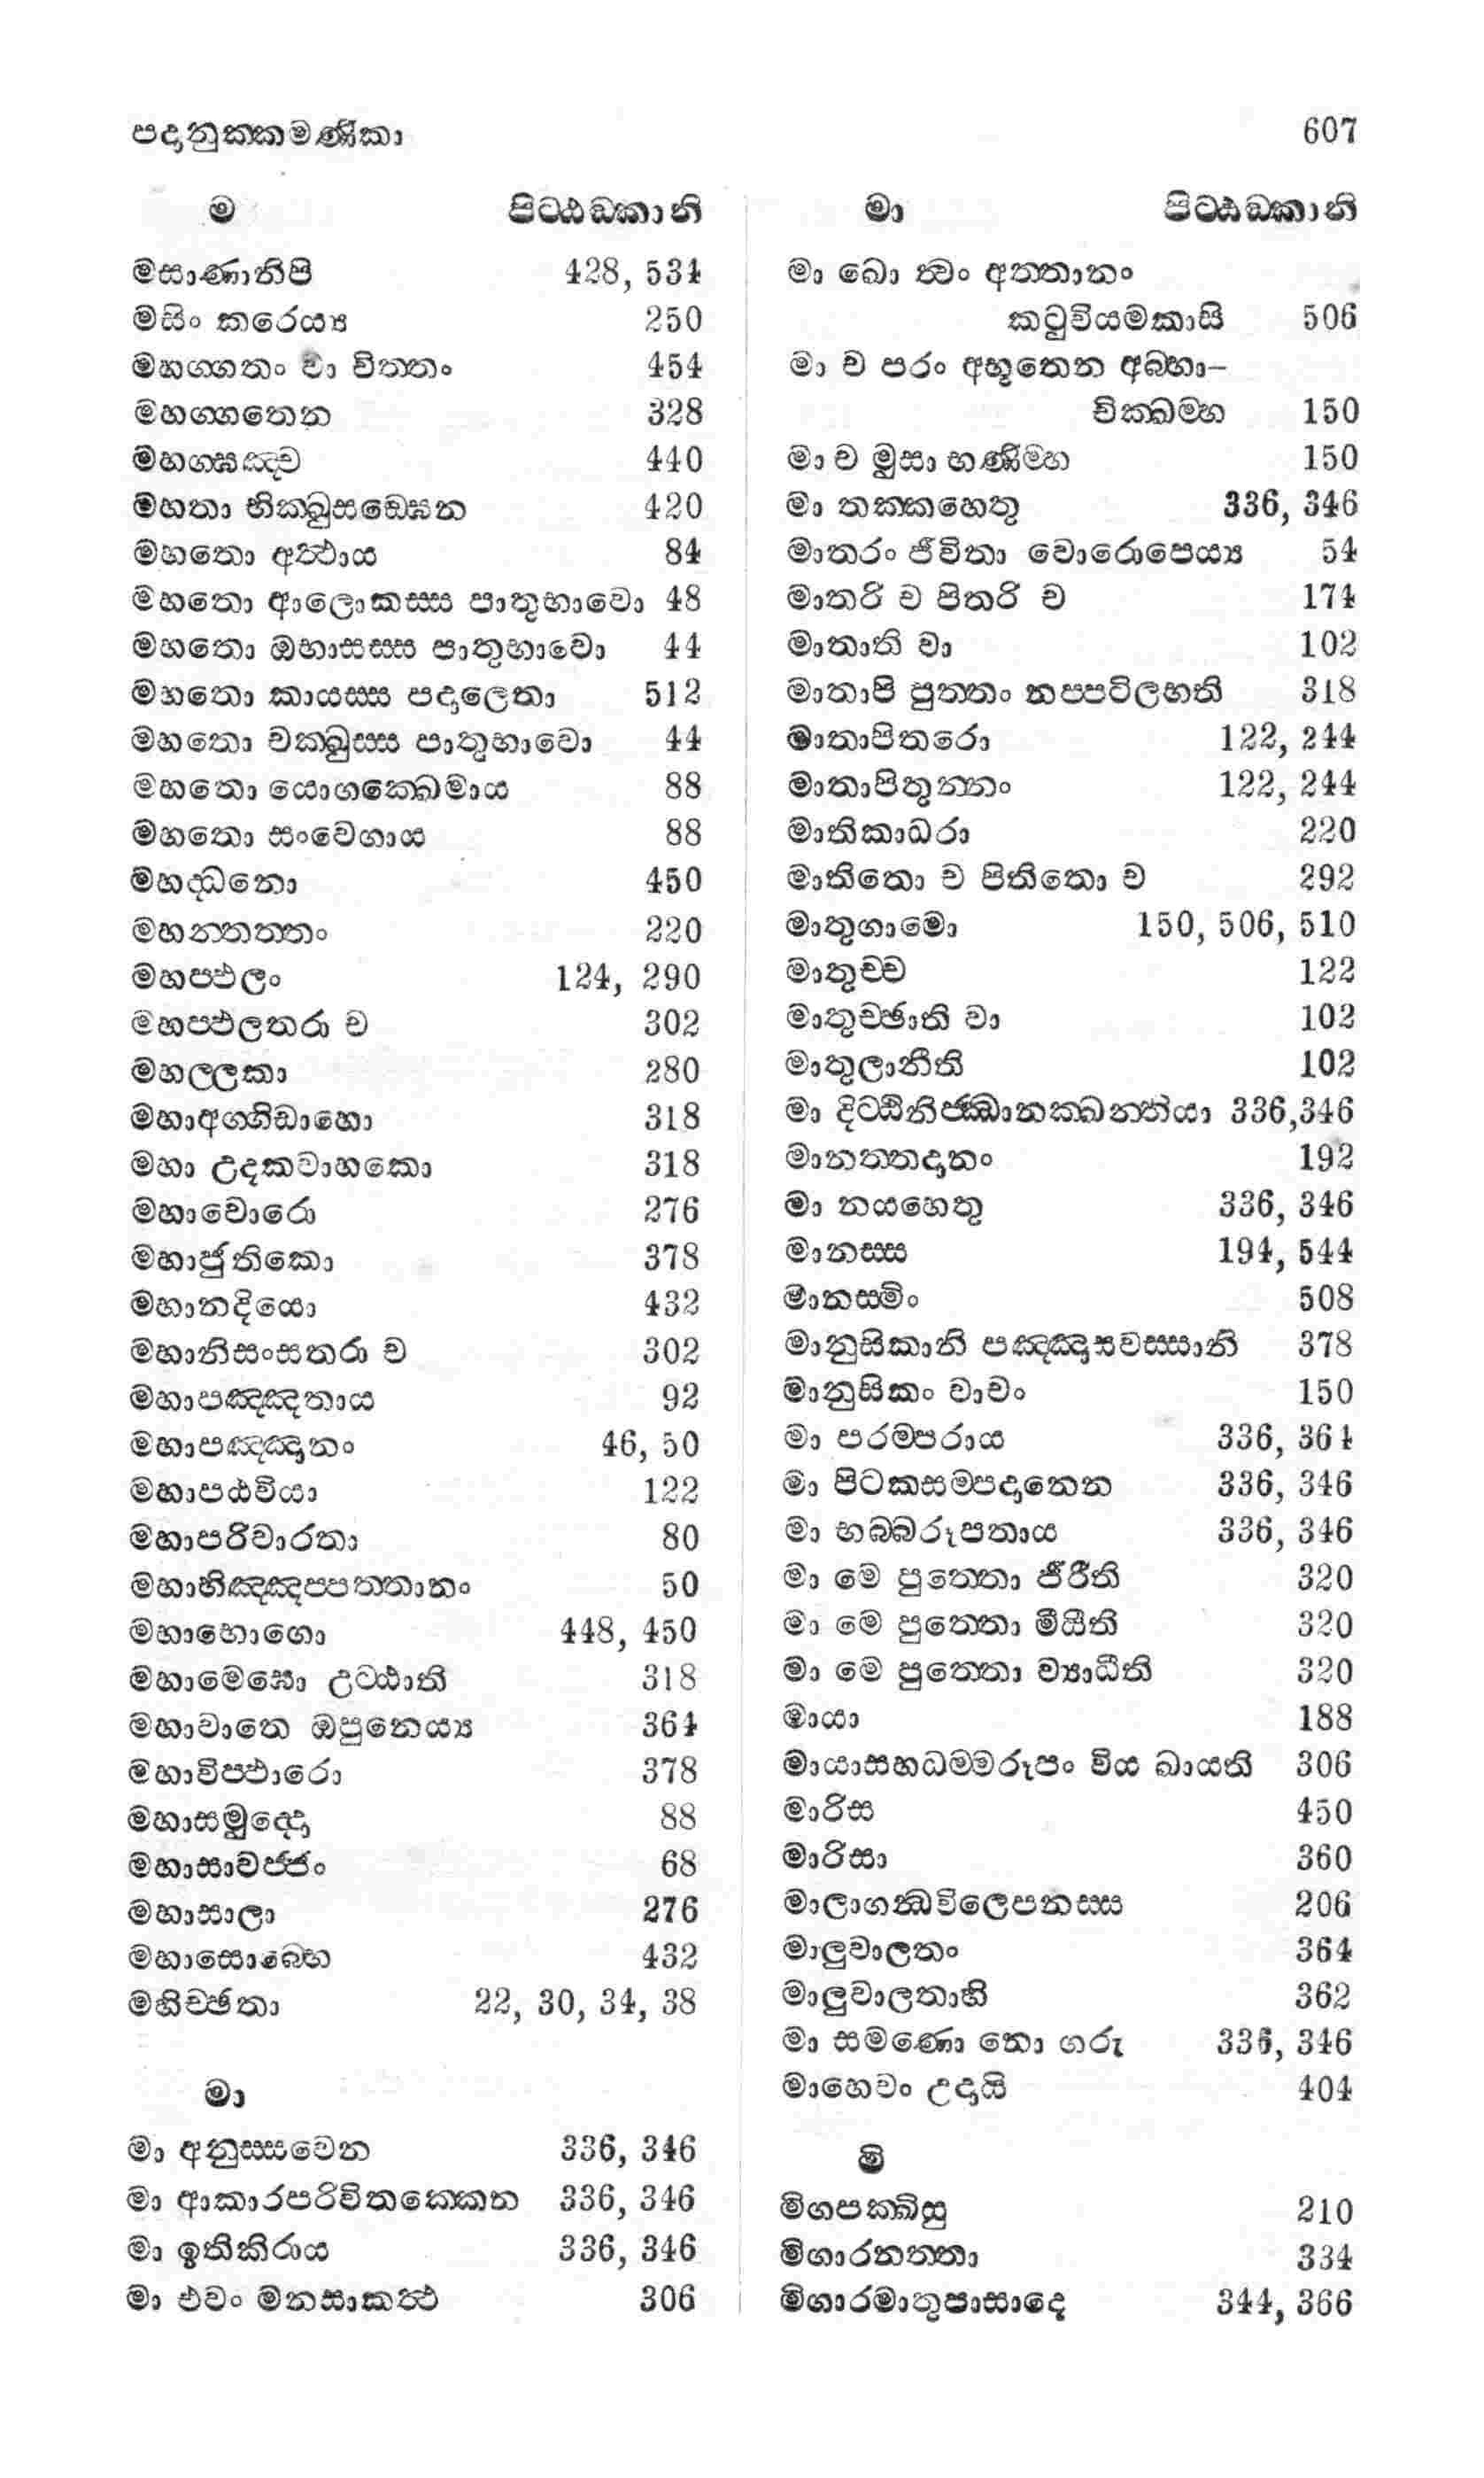 පදානුක්කමණිකා 607
ම පිට්ඨඞ්කානි
මසාණානිපි 428, 534
මසිං කරෙය්‍ය 250
මහග්ගතං වා චිත්තං 454
මහග්ගතෙන 328
මහග්ඝඤ්ච 440
මහතා භික්ඛුසඞ්ඝෙන 420
මහතො අත්ථාය 84
මහතො ආලොකස්ස පාතුභාවො 48
මහතො ඔභාසස්ස පාතුභාවො 44
මහතො කායස්ස පදාලෙතා 512
මහතො චක්ඛුස්ස පාතුභාවො 44
මහතො යොගක්ඛෙමාය 88
මහතො සංවෙගාය 88
මහද්ධනො 450
මහන්තත්තං 220
මහප්ඵලං 124, 290
මහප්ඵලතරා ච 302
මහල්ලකා 280
මහාඅග්ගිඩාහො 318
මහා උදකවාහකො 318
මහාචොරො 276
මහාජුතිකො 378
මහානදියො 432
මහානිසංසතරා ච 302
මහාපඤ්ඤතාය 92
මහාපඤ්ඤානං 46, 50
මහාපඨවියා 122
මහාපරිවාරතා 80
මහාභිඤ්ඤප්පත්තානං 50
මහාභොගො 448, 450
මහාමෙඝො උට්ඨාති 318
මහාවාතෙ ඔපුනෙය්‍ය 364
මහාවිප්ඵාරො 378
මහාසමුද්දො 88
මහාසාවජ්ජං 68
මහාසාලා 276
මහාසොබ්භෙ 432
මහිච්ඡතා 22, 30, 34, 38
මා
මා අනුස්සවෙන 336, 346
මා ආකාරපරිවිතක්කෙන 336, 346
මා ඉතිකිරාය 336, 346
මා එවං මනසාකත්ථ 306
මා පිට්ඨඞ්කානි
මා ඛො ත්වං අත්තානං
කටුවියමකාසි 506
මා ච පරං අභූතෙන අබ්භා–
චික්ඛම්හ 150
මා ච මුසා භණිම්හ 150
මා තක්කහෙතු 336, 346
මාතරං ජීවිතා වොරොපෙය්‍ය 54
මාතරි ච පිතරි ච 174
මාතාති වා 102
මාතාපි පුත්තං නප්පටිලභති 318
මාතාපිතරො 122, 244
මාතාපිතුන්නං 122, 244
මාතිකාධරා 220
මාතිතො ච පිතිතො ච 292
මාතුගාමො 150, 506, 510
මාතුච්ච 122
මාතුච්ඡාති වා 102
මාතුලානීති 102
මා දිට්ඨිනිජ්ඣානක්ඛන්ත්‍යා 336,346
මානත්තදානං 192
මා නයහෙතු 336, 346
මානස්ස 194, 544
මානස්මිං 508
මානුසිකානි පඤ්ඤාසවස්සානි 378
මානුසිකං වාචං 150
මා පරම්පරාය 336, 364
මා පිටකසම්පදානෙන 336, 346
මා භබ්බරූපතාය 336, 346
මා මෙ පුත්තො ජීරීති 320
මා මෙ පුත්තො මීයීති 320
මා මෙ පුත්තො ව්‍යාධීති 320
මායා 188
මායාසහධම්මරූපං විය ඛායති 306
මාරිස 450
මාරිසා 360
මාලාගන්ධවිලෙපනස්ස 206
මාලුවාලතං 364
මාලුවාලතාහි 362
මා සමණො නො ගරු 336, 346
මාහෙවං උදායි 404
මි
මිගපක්ඛිසු 210
මිගාරනත්තා 334
මිගාරමාතුපාසාදෙ 344, 366